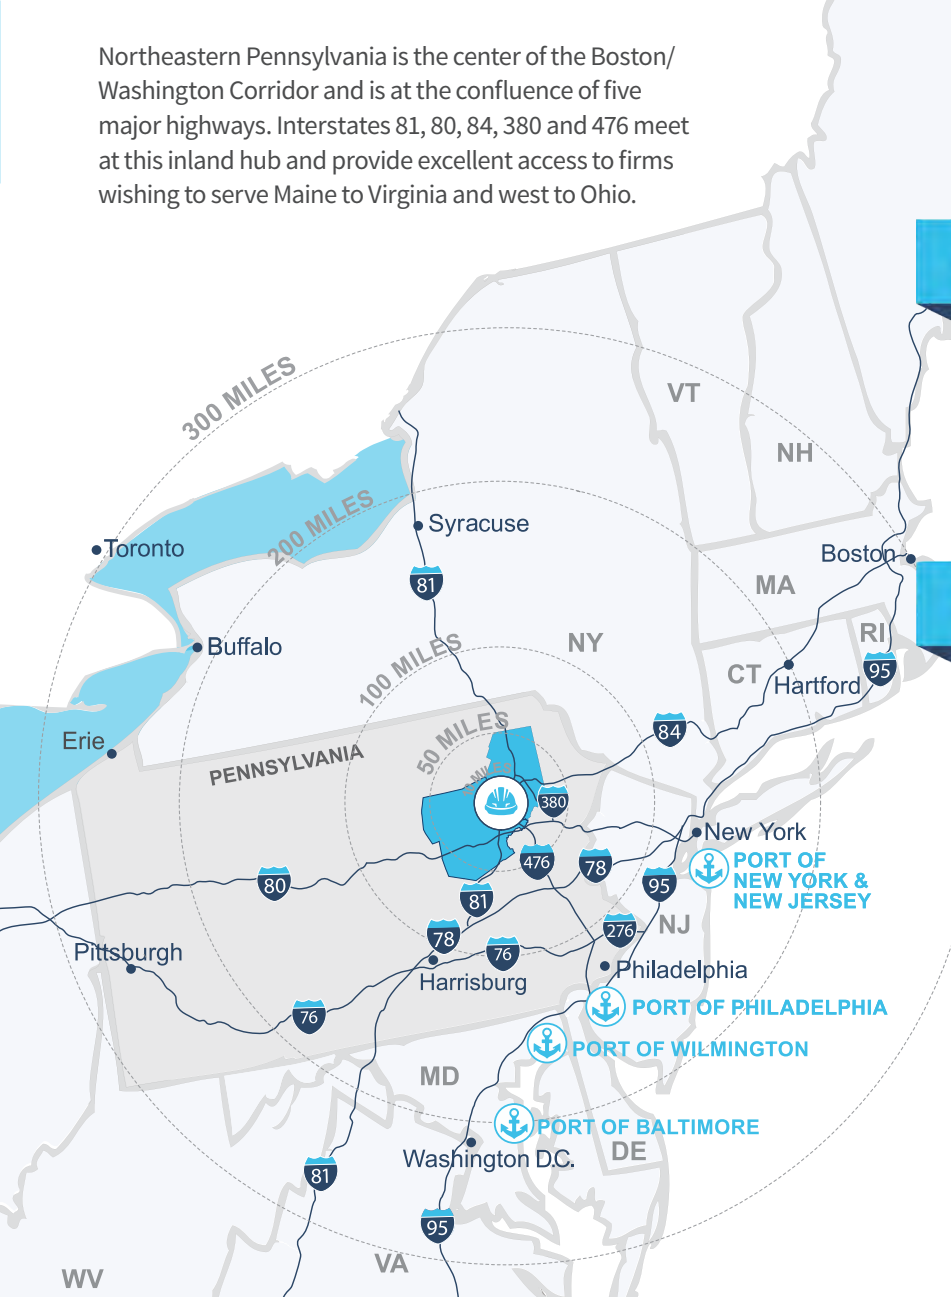 Northeastern Pennsylvania is the center of the Boston/
Washington Corridor and is at the confluence of five
major highways. Interstates 81, 80, 84, 380 and 476 meet
at this inland hub and provide excellent access to firms
wishing to serve Maine to Virginia and west to Ohio.
300 MILES
VT
NH
200 MILES
Syracuse
Toronto
Boston
81
MA
RI
Buffalo
NY
100 MILES
CT
Hartford
95
50 MILES
84
Erie
PENNSYLVANIA
MILES
380
New York
PORT OF
NEW YORK &
NEW JERSEY
476
78
80
95
81
NJ
78
276
76
Pittsburgh
Harrisburg
Philadelphia
76
PORT OF PHILADELPHIA
PORT OF WILMINGTON
MD
PORT OF BALTIMORE
DE
Washington D.C.
81
95
VA
WV